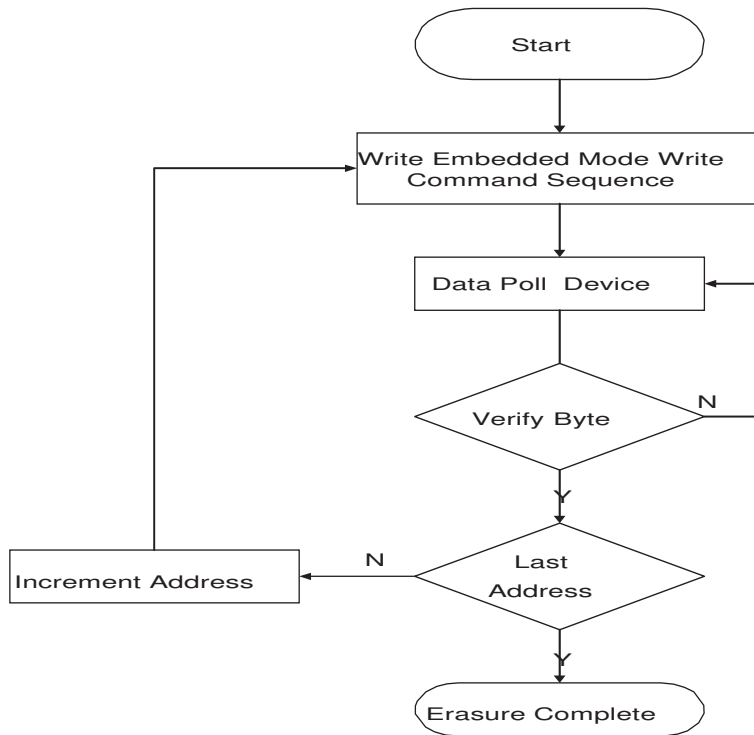 Start
Write Embedded Mode Write
Command Sequence
Data Poll Device
Verify Byte
N
Y
Last
Address
N
Increment Address
Y
Erasure Complete